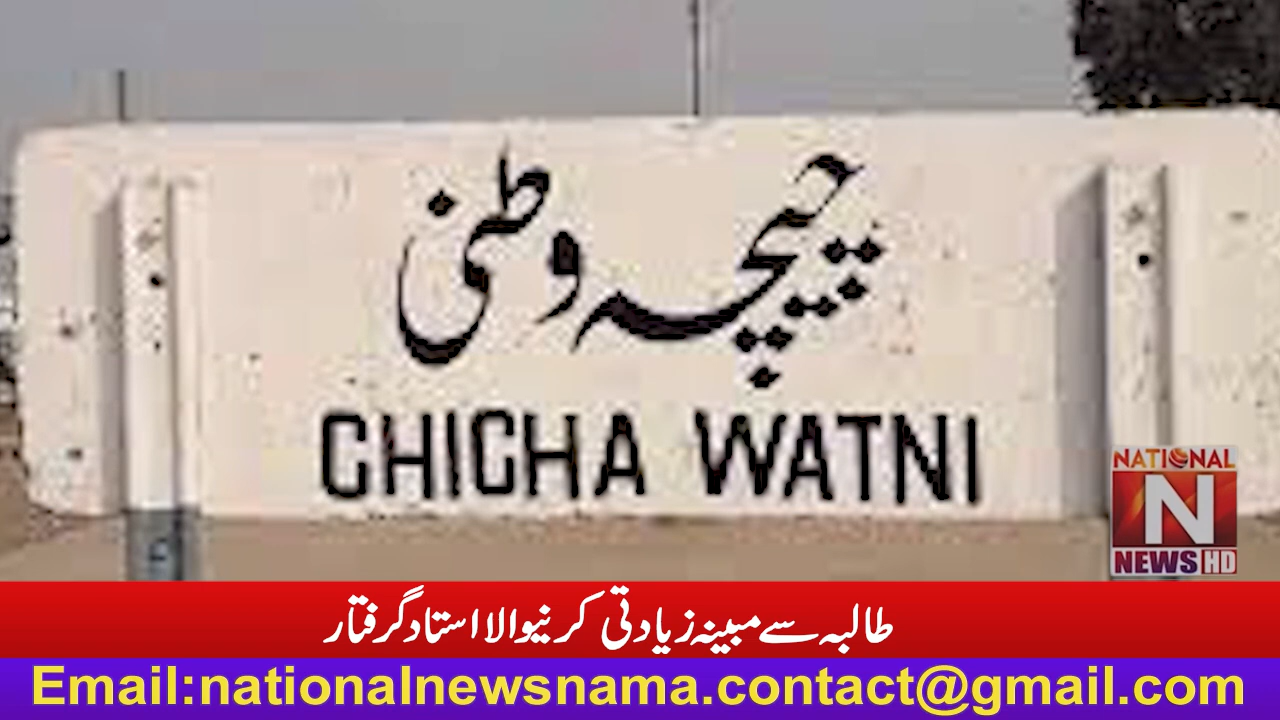 چیچہ وطنی
CHICHA WATNI
NATIONAL
N
NEWS HD
طالبہ سے مبینہ زیادتی کرنیوالا استاد گرفتار
Email:nationalnewsnama.contact@gmail.com